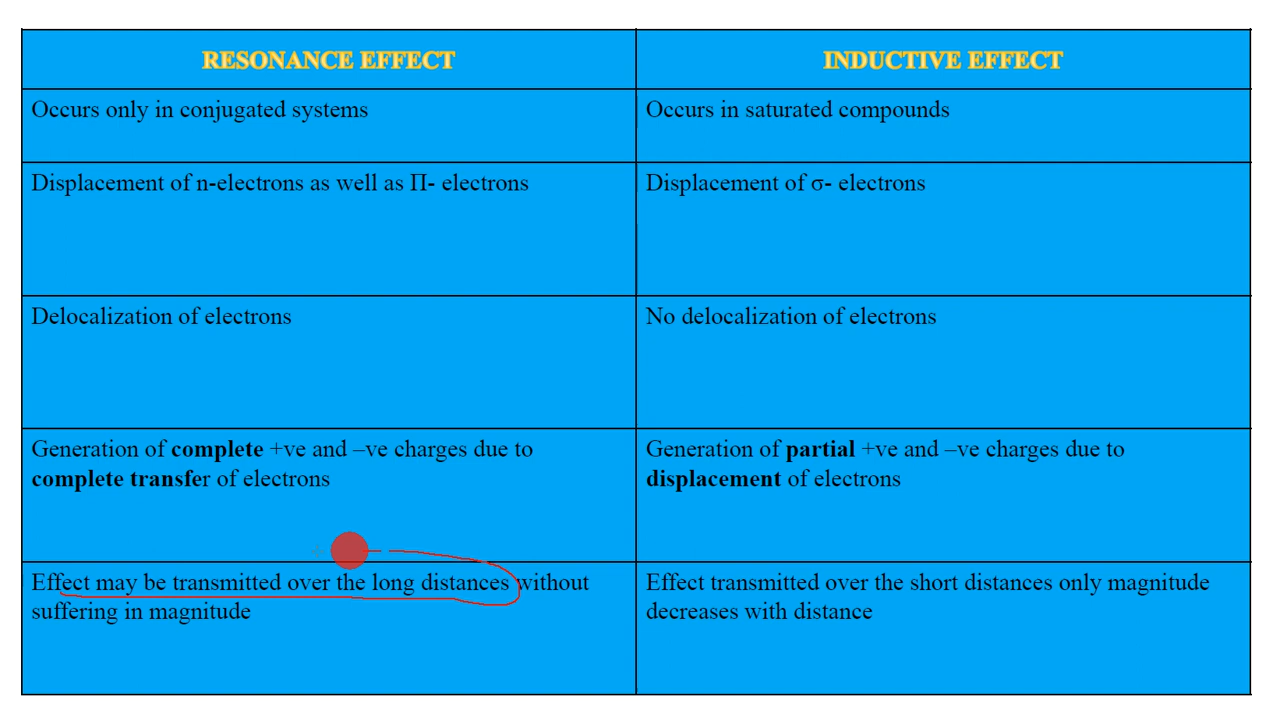 RESONANCE EFFECT
INDUCTIVE EFFECT
Occurs only in conjugated systems
Occurs in saturated compounds
Displacement of n-electrons as well as Π- electrons
Displacement of σ- electrons
Delocalization of electrons
No delocalization of electrons
Generation of complete +ve and –ve charges due to
complete transfer of electrons
Generation of partial +ve and –ve charges due to
displacement of electrons
Effect may be transmitted over the long distances without
suffering in magnitude
Effect transmitted over the short distances only magnitude
decreases with distance